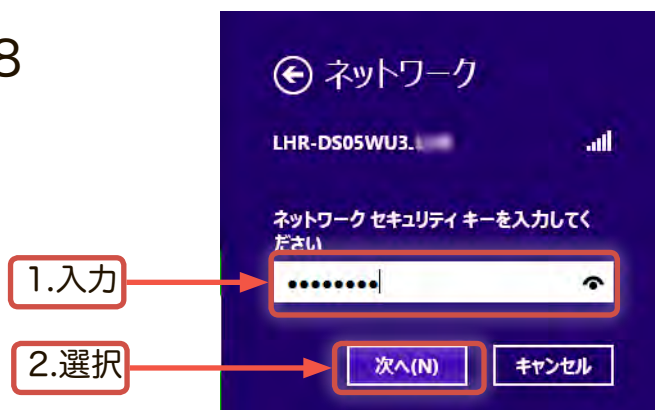 8
ネットワーク
LHR-DS05WU3.
ネットワーク セキュリティ キーを入力してく
ださい
1.入力
••••••••
2.選択
次へ(N)
キャンセル